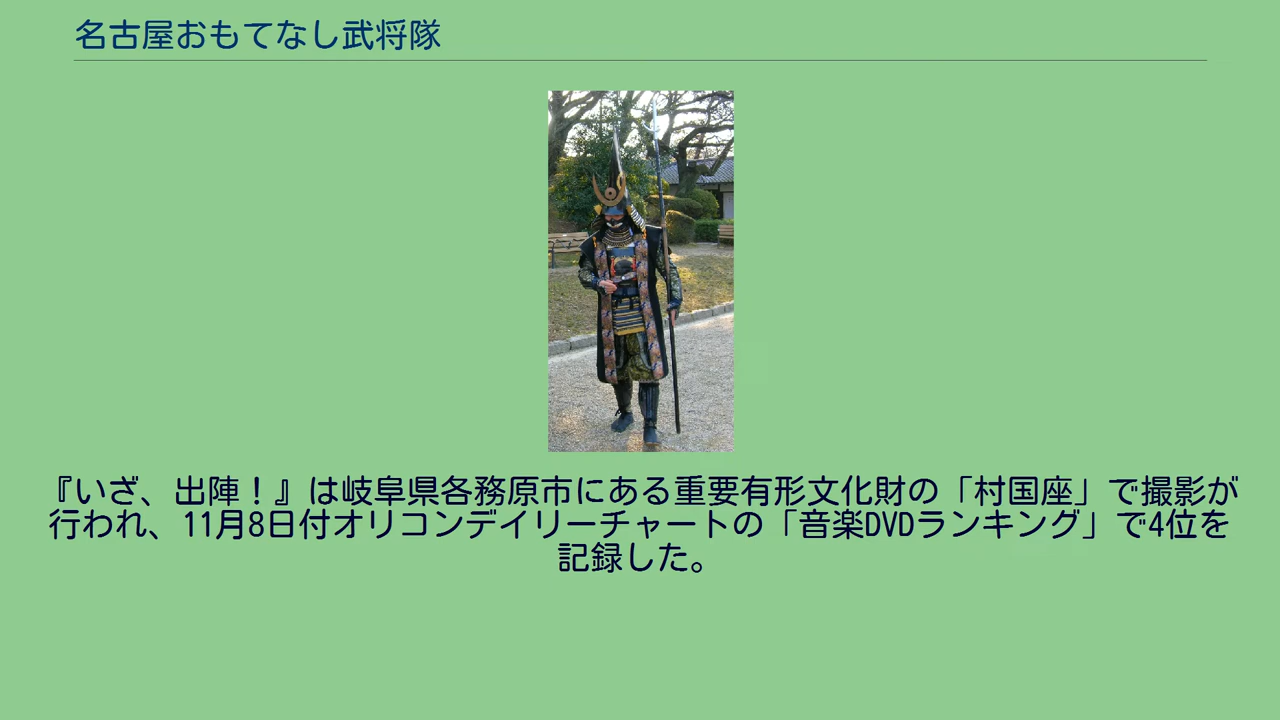 名古屋おもてなし武将隊
『いざ、出陣！』は岐阜県各務原市にある重要有形文化財の「村国座」で撮影が
行われ、11月8日付オリコンデイリーチャートの「音楽DVDランキング」で4位を
記録した。